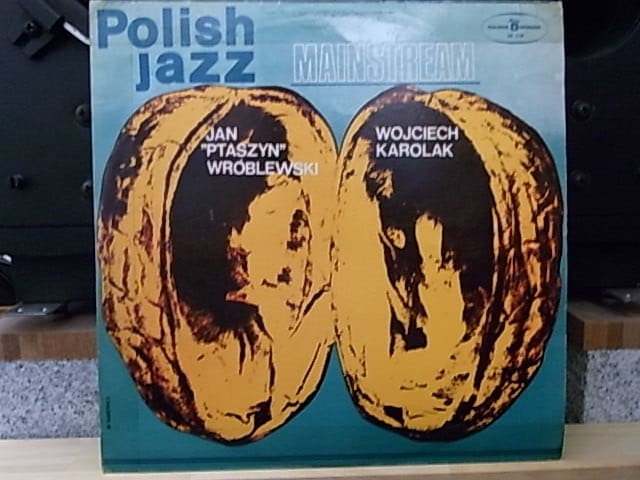 Polish
jazz
MAINSTREAM
JAN
"PTASZYN"
WRÓBLEWSKI
WOJCIECH
KAROLAK